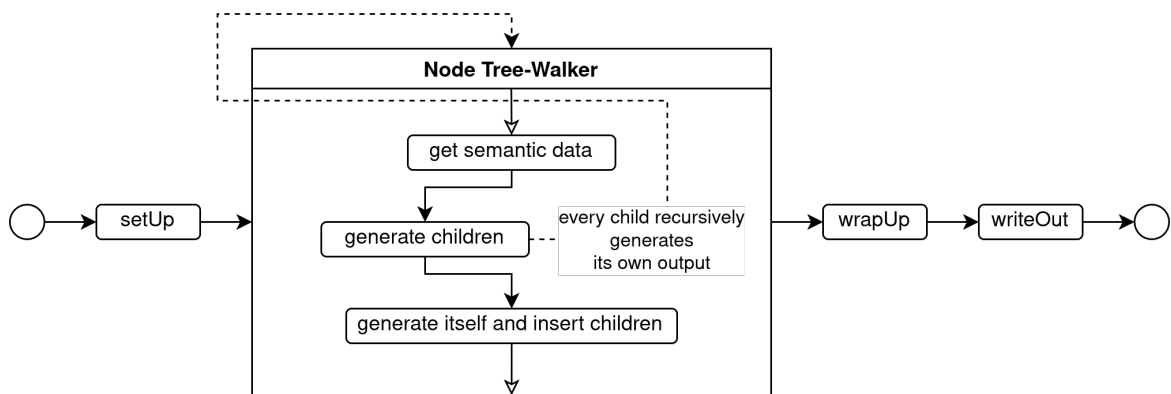 Node Tree-Walker
get semantic data
setUp
generate children
every child recursively
generates
its own output
generate itself and insert children
wrapUp
writeOut